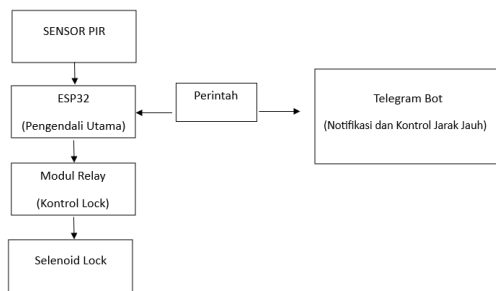 SENSOR PIR
ESP32
(Pengendali Utama)
Perintah
Telegram Bot
(Notifikasi dan Kontrol Jarak Jauh)
Modul Relay
(Kontrol Lock)
Selenoid Lock